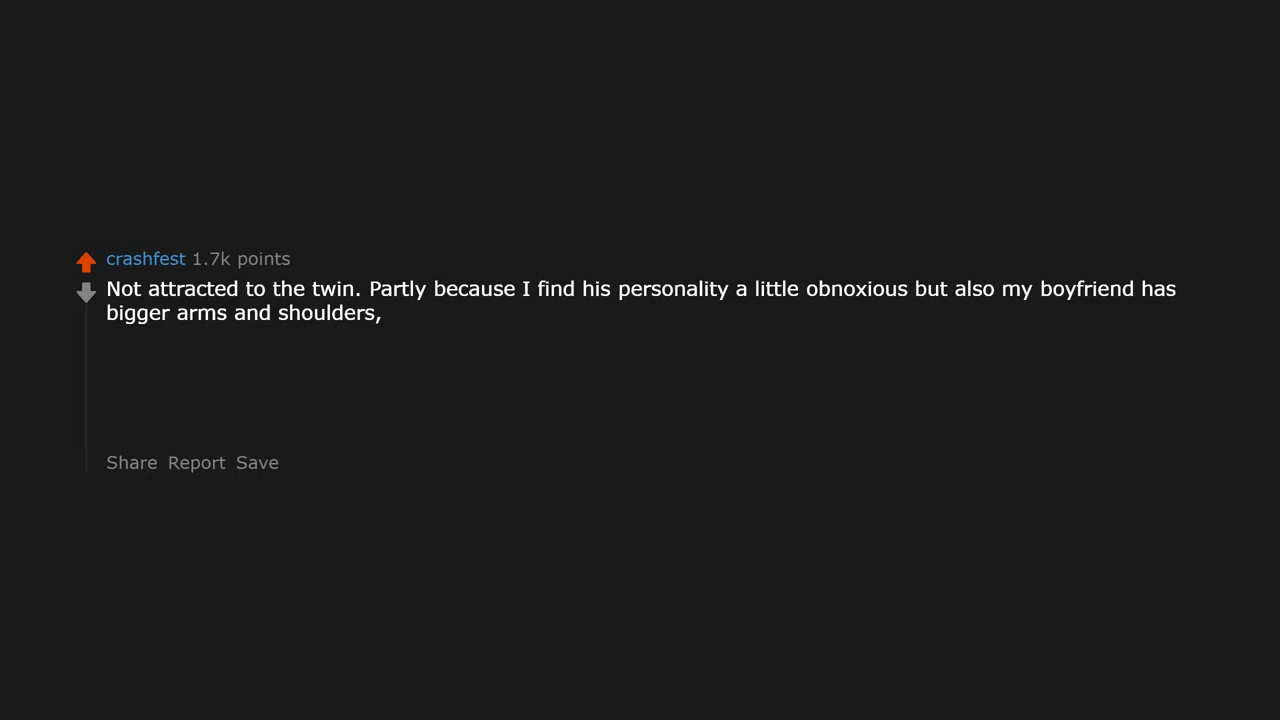 crashfest 1.7k points
Not attracted to the twin. Partly because I find his personality a little obnoxious but also my boyfriend has
bigger arms and shoulders,
Share Report Save